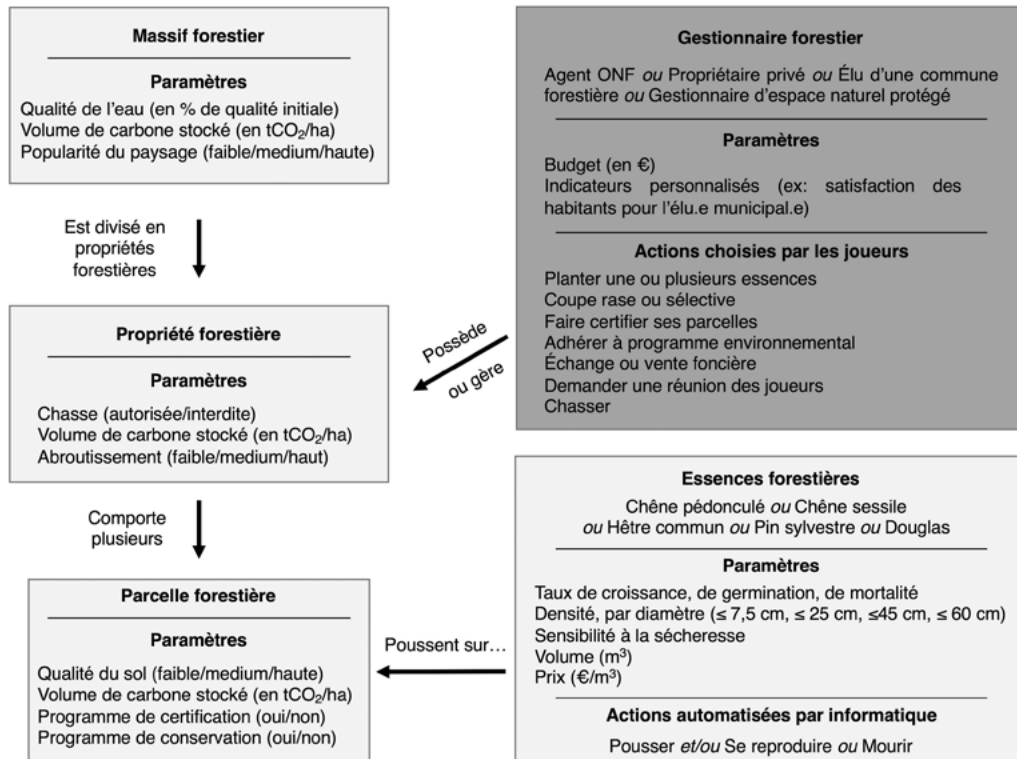 Massif forestier
Paramètres
Qualité de l'eau (en % de qualité initiale)
Volume de carbone stocké (en tCO₂/ha)
Popularité du paysage (faible/medium/haute)
Est divisé en
propriétés
forestières
Propriété forestière
Paramètres
Chasse (autorisée/interdite)
Volume de carbone stocké (en tCO₂/ha)
Abroutissement (faible/medium/haut)
Comporte
plusieurs
Parcelle forestière
Paramètres
Qualité du sol (faible/medium/haute)
Volume de carbone stocké (en tCO₂/ha)
Programme de certification (oui/non)
Programme de conservation (oui/non)
Gestionnaire forestier
Agent ONF ou Propriétaire privé ou Élu d'une commune
forestière ou Gestionnaire d'espace naturel protégé
Paramètres
Budget (en €)
Indicateurs personnalisés (ex: satisfaction des
habitants pour l'élu.e municipal.e)
Actions choisies par les joueurs
Planter une ou plusieurs essences
Coupe rase ou sélective
Faire certifier ses parcelles
Adhérer à programme environnemental
Échange ou vente foncière
Demander une réunion des joueurs
Chasser
Possède
ou gère
Essences forestières
Chêne pédonculé ou Chêne sessile
ou Hêtre commun ou Pin sylvestre ou Douglas
Paramètres
Taux de croissance, de germination, de mortalité
Densité, par diamètre (≤ 7,5 cm, ≤ 25 cm, ≤45 cm, ≤ 60 cm)
Sensibilité à la sécheresse
Volume (m³)
Prix (€/m³)
Actions automatisées par informatique
Pousser et/ou Se reproduire ou Mourir
Poussent sur…